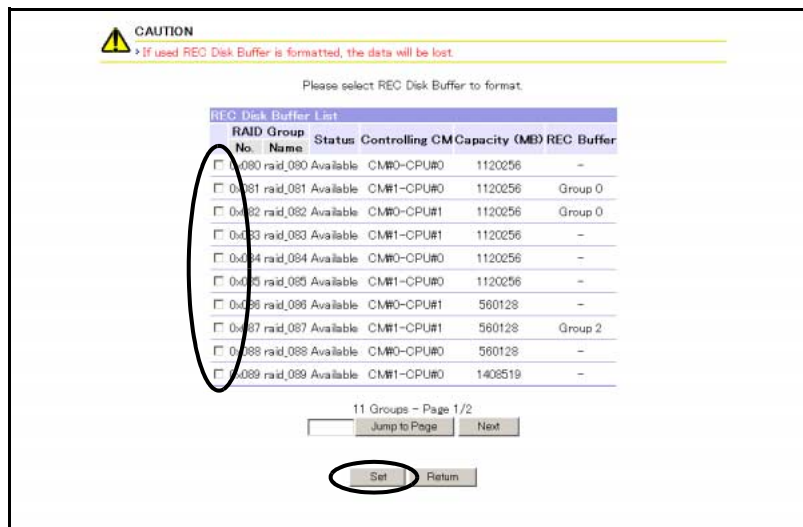 CAUTION
If used REC Disk Buffer is formatted, the data will be lost.
Please select REC Disk Buffer to format.
REC Disk Buffer List
RAID Group Status Controlling CM Capacity (MB) REC Buffer
No. Name
0x080 raid_080 Available CM#0-CPU#0 1120256 -
0x081 raid_081 Available CM#1-CPU#0 1120256 Group 0
0x082 raid_082 Available CM#0-CPU#1 1120256 Group 0
0x083 raid_083 Available CM#1-CPU#1 1120256 -
0x084 raid_084 Available CM#0-CPU#0 1120256 -
0x085 raid_085 Available CM#1-CPU#0 1120256 -
0x086 raid_086 Available CM#0-CPU#1 560128 -
0x087 raid_087 Available CM#1-CPU#1 560128 Group 2
0x088 raid_088 Available CM#0-CPU#0 560128 -
0x089 raid_089 Available CM#1-CPU#0 1408519 -
11 Groups - Page 1/2
Jump to Page Next
Set Return